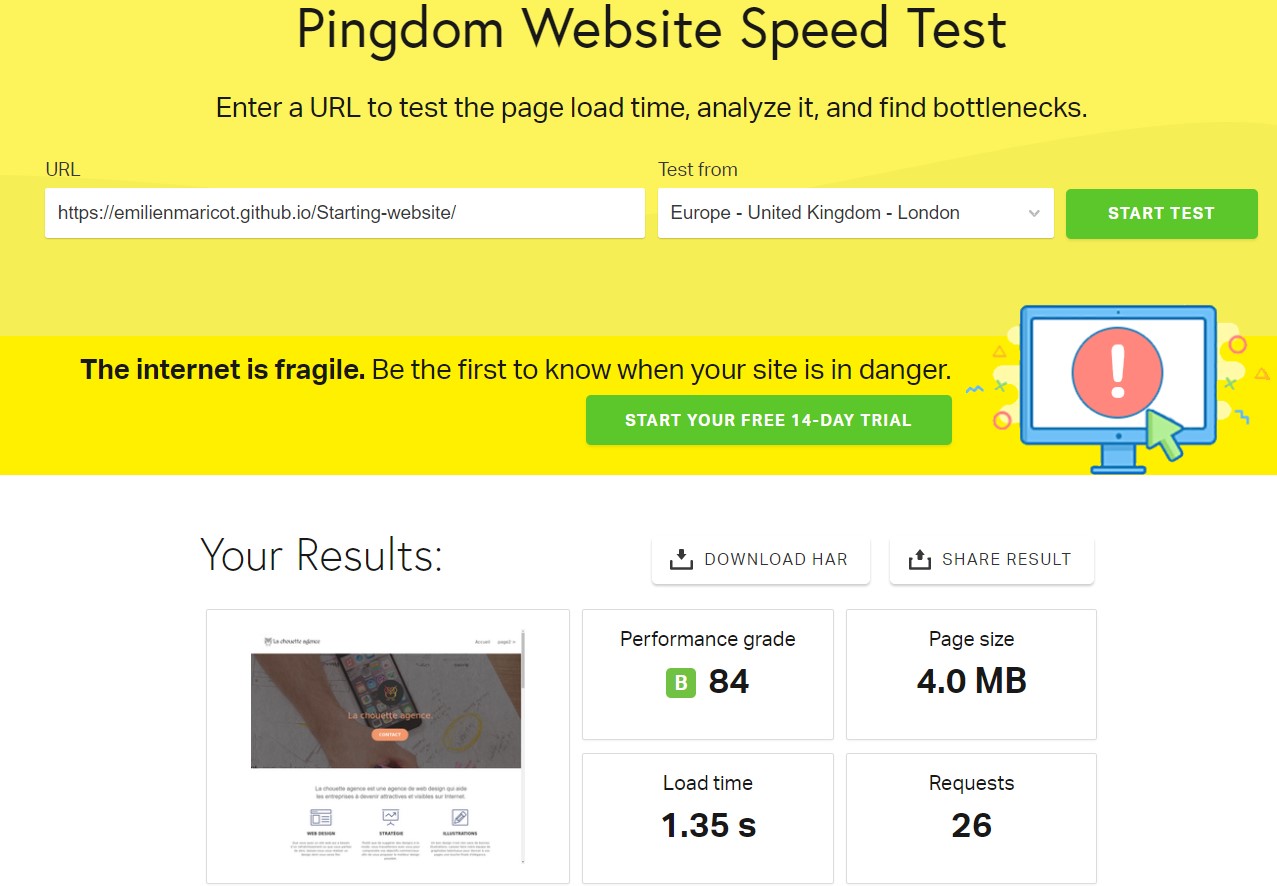 Pingdom Website Speed Test
Enter a URL to test the page load time, analyze it, and find bottlenecks.
URL
Test from
https://emilienmaricot.github.io/Starting-website/
Europe - United Kingdom - London
START TEST
The internet is fragile. Be the first to know when your site is in danger.
START YOUR FREE 14-DAY TRIAL
Your Results:
DOWNLOAD HAR
SHARE RESULT
La chouette agence
Accueil
La chouette agence.
CONTACT
La chouette agence est une agence de web design qui aide
les entreprises à devenir attractives et visibles sur Internet.
WEB DESIGN
STRATÉGIE
ILLUSTRATIONS
Performance grade
B 84
Page size
4.0 MB
Load time
1.35 s
Requests
26